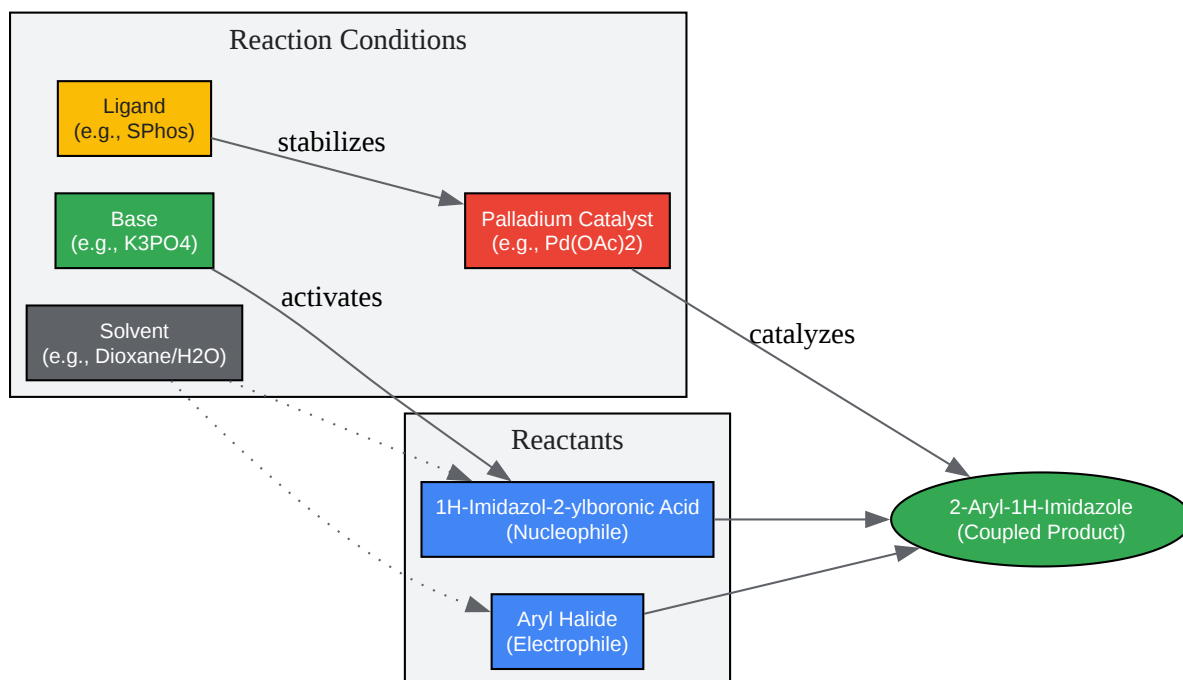 Reaction Conditions
Ligand
(e.g., SPhos)
stabilizes
Base
(e.g., K3PO4)
Palladium Catalyst
(e.g., Pd(OAc)2)
activates
Solvent
(e.g., Dioxane/H2O)
catalyzes
Reactants
1H-Imidazol-2-ylboronic Acid
(Nucleophile)
2-Aryl-1H-Imidazole
(Coupled Product)
Aryl Halide
(Electrophile)